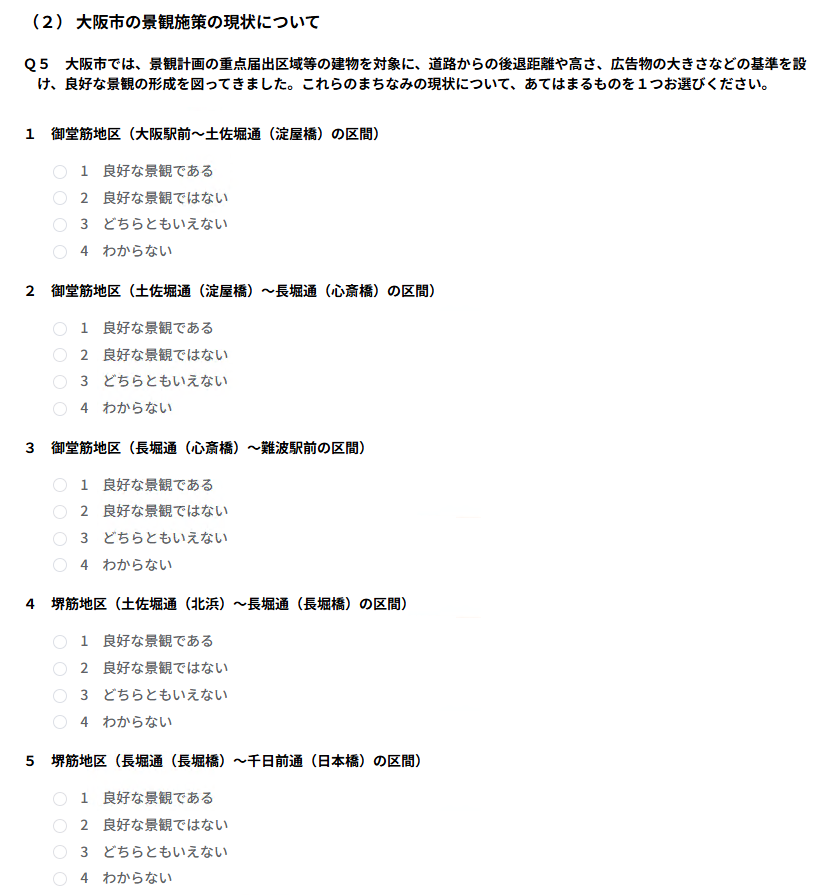 （２） 大阪市の景観施策の現状について
Ｑ５　大阪市では、景観計画の重点届出区域等の建物を対象に、道路からの後退距離や高さ、広告物の大きさなどの基準を設
け、良好な景観の形成を図ってきました。これらのまちなみの現状について、あてはまるものを１つお選びください。
１　御堂筋地区（大阪駅前～土佐堀通（淀屋橋）の区間）
１　良好な景観である
２　良好な景観ではない
３　どちらともいえない
４　わからない
２　御堂筋地区（土佐堀通（淀屋橋）～長堀通（心斎橋）の区間）
１　良好な景観である
２　良好な景観ではない
３　どちらともいえない
４　わからない
３　御堂筋地区（長堀通（心斎橋）～難波駅前の区間）
１　良好な景観である
２　良好な景観ではない
３　どちらともいえない
４　わからない
４　堺筋地区（土佐堀通（北浜）～長堀通（長堀橋）の区間）
１　良好な景観である
２　良好な景観ではない
３　どちらともいえない
４　わからない
５　堺筋地区（長堀通（長堀橋）～千日前通（日本橋）の区間）
１　良好な景観である
２　良好な景観ではない
３　どちらともいえない
４　わからない